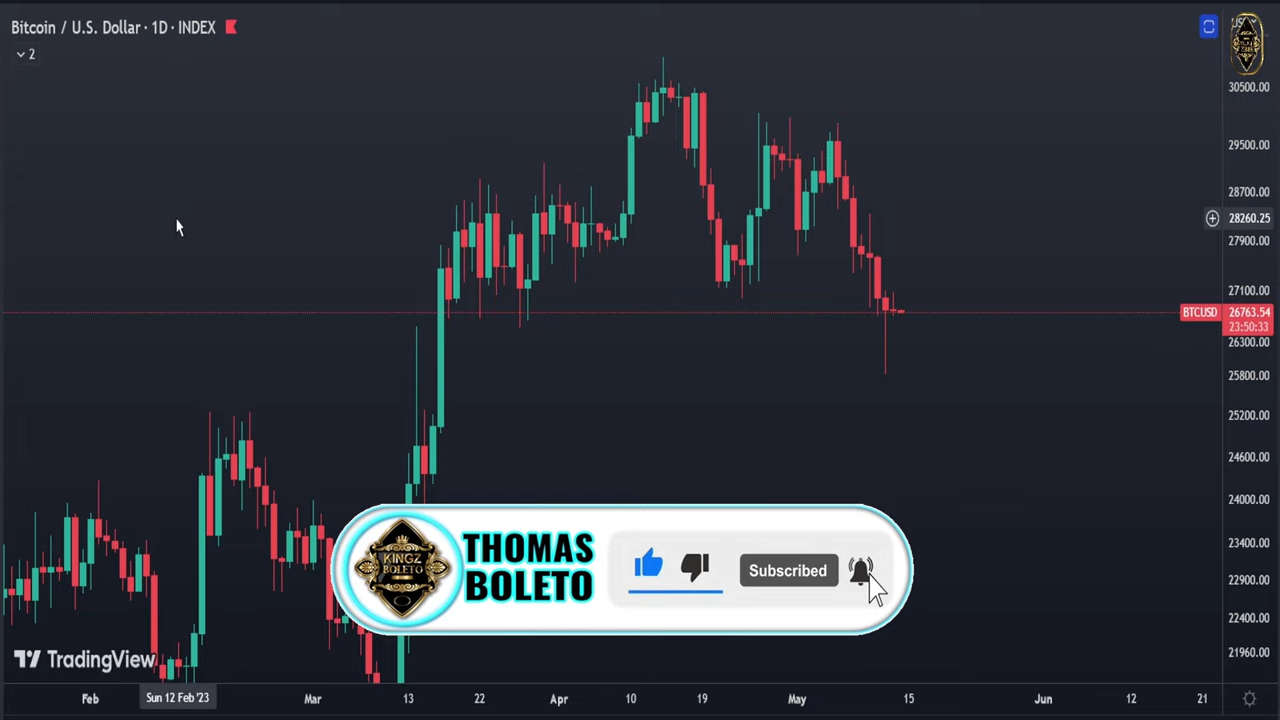 Bitcoin / U.S. Dollar · 1D · INDEX
2
30500.00
29500.00
28700.00
28260.25
27900.00
27100.00
BTCUSD 26763.54
23:50:33
26300.00
25800.00
25200.00
24600.00
24000.00
23400.00
22900.00
22400.00
21960.00
KINGZ
BOLETO
THOMAS
BOLETO
Subscribed
TradingView
Feb Sun 12 Feb '23 Mar 13 22 Apr 10 19 May 15 Jun 12 21